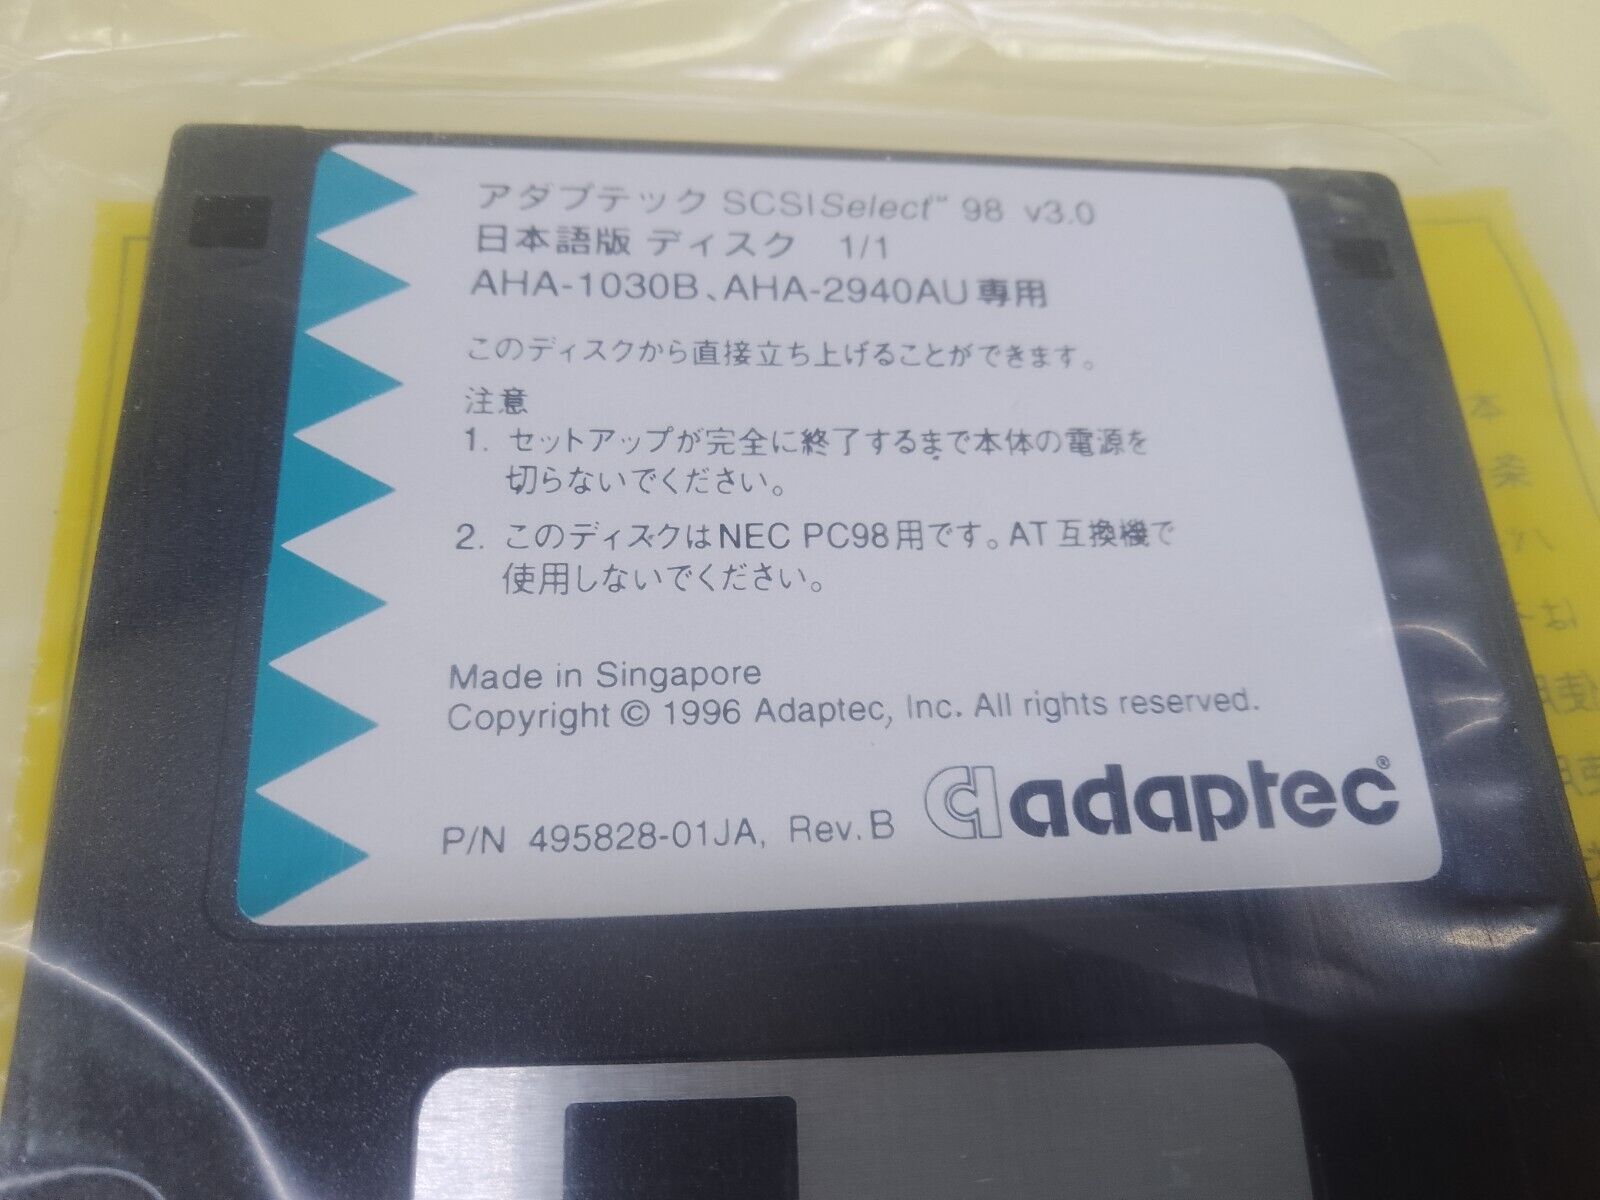 アダプテック SCSISelect™ 98 v3.0
日本語版 ディスク 1/1
AHA-1030B、AHA-2940AU専用
このディスクから直接立ち上げることができます。
注意
1. セットアップが完全に終了するまで本体の電源を
切らないでください。
2. このディスクはNEC PC98用です。AT互換機で
使用しないでください。
Made in Singapore
Copyright © 1996 Adaptec, Inc. All rights reserved.
P/N 495828-01JA, Rev. B
adaptec®